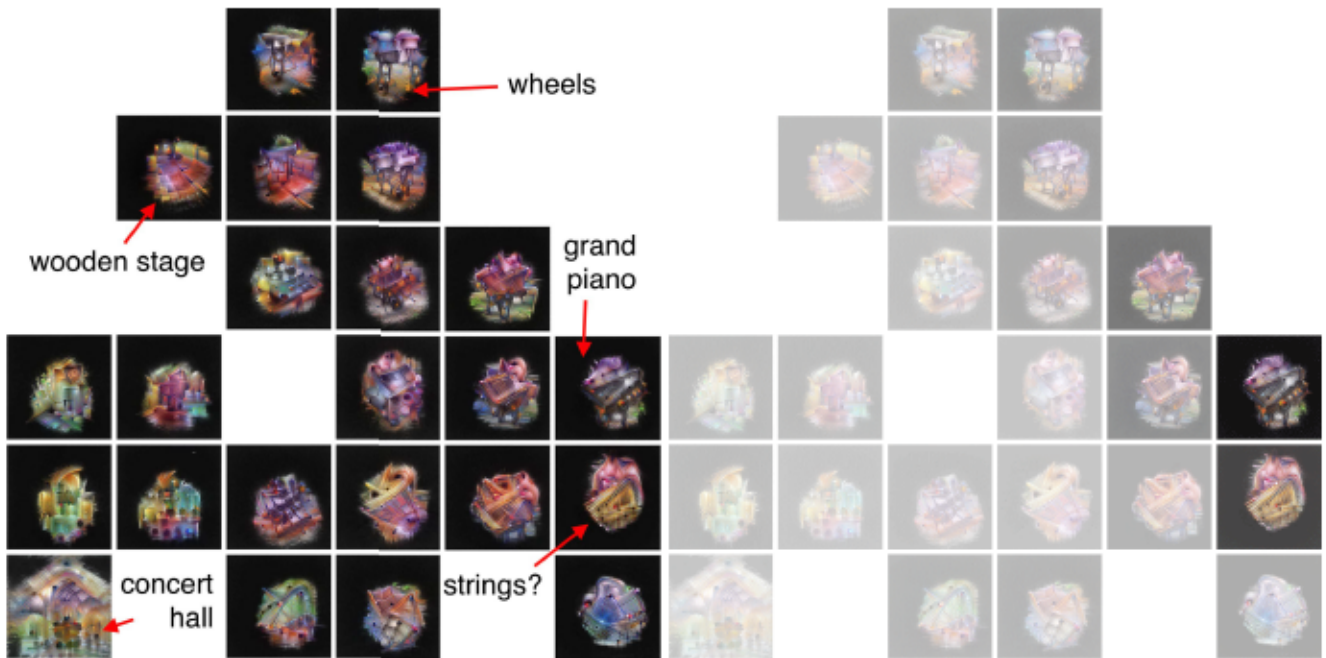 wheels
wooden stage
grand
piano
concert
hall
strings?